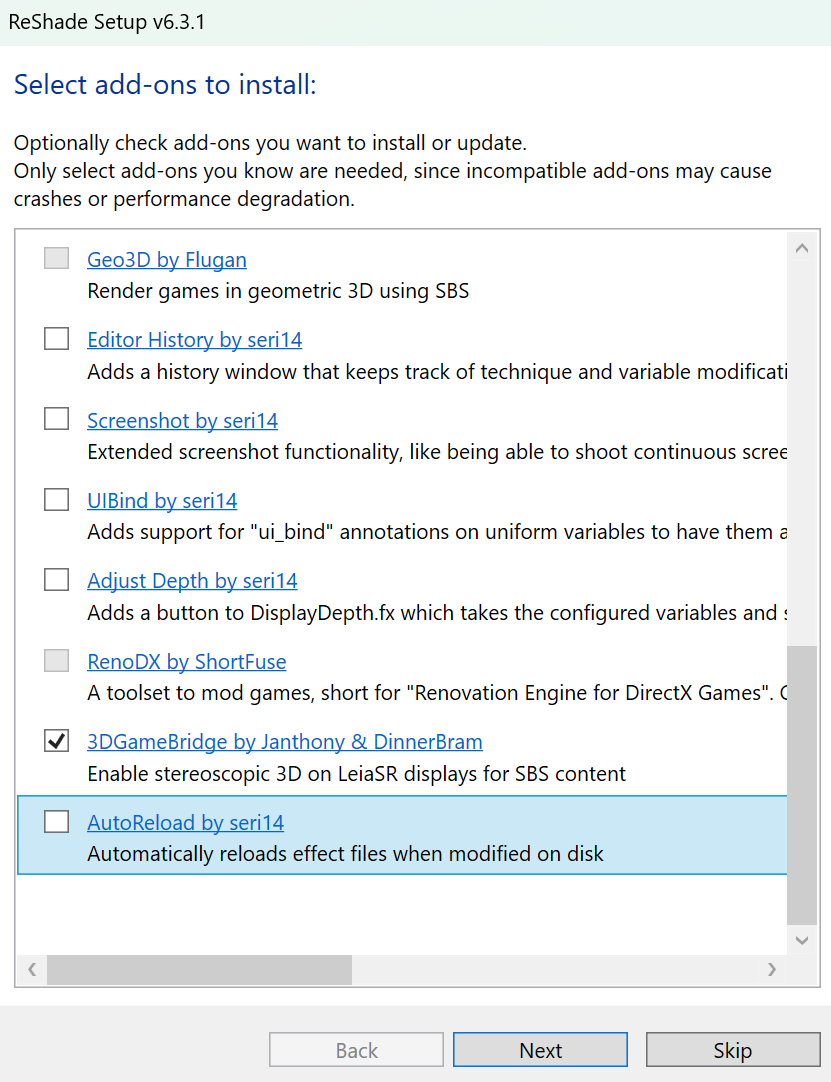 ReShade Setup v6.3.1
Select add-ons to install:
Optionally check add-ons you want to install or update.
Only select add-ons you know are needed, since incompatible add-ons may cause
crashes or performance degradation.
Geo3D by Flugan
Render games in geometric 3D using SBS
Editor History by seri14
Adds a history window that keeps track of technique and variable modificati
Screenshot by seri14
Extended screenshot functionality, like being able to shoot continuous scree
UIBind by seri14
Adds support for "ui_bind" annotations on uniform variables to have them a
Adjust Depth by seri14
Adds a button to DisplayDepth.fx which takes the configured variables and
RenoDX by ShortFuse
A toolset to mod games, short for "Renovation Engine for DirectX Games".
3DGameBridge by Janthony & DinnerBram
Enable stereoscopic 3D on LeiaSR displays for SBS content
AutoReload by seri14
Automatically reloads effect files when modified on disk
Back
Next
Skip